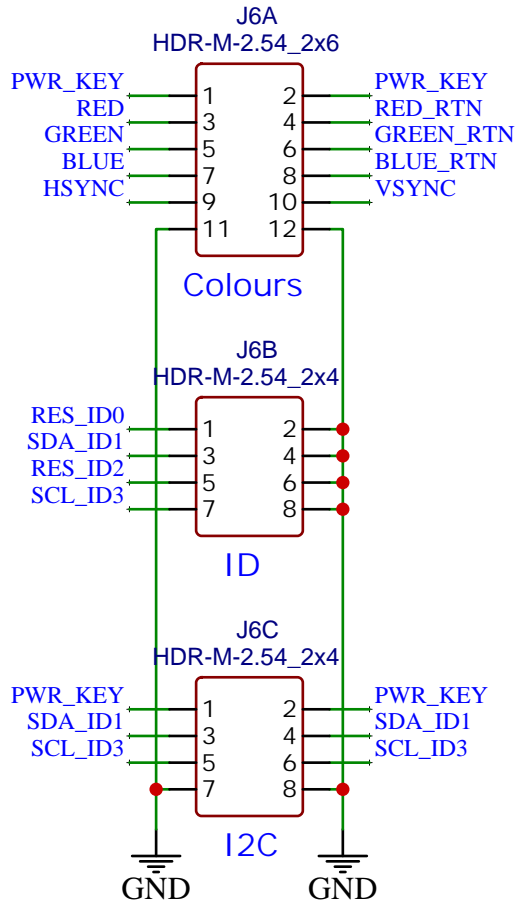 J6A
HDR-M-2.54_2x6
PWR_KEY 1 2 PWR_KEY
RED 3 4 RED_RTN
GREEN 5 6 GREEN_RTN
BLUE 7 8 BLUE_RTN
HSYNC 9 10 VSYNC
11 12
Colours
J6B
HDR-M-2.54_2x4
RES_ID0 1 2
SDA_ID1 3 4
RES_ID2 5 6
SCL_ID3 7 8
ID
J6C
HDR-M-2.54_2x4
PWR_KEY 1 2 PWR_KEY
SDA_ID1 3 4 SDA_ID1
SCL_ID3 5 6 SCL_ID3
7 8
I2C
GND GND